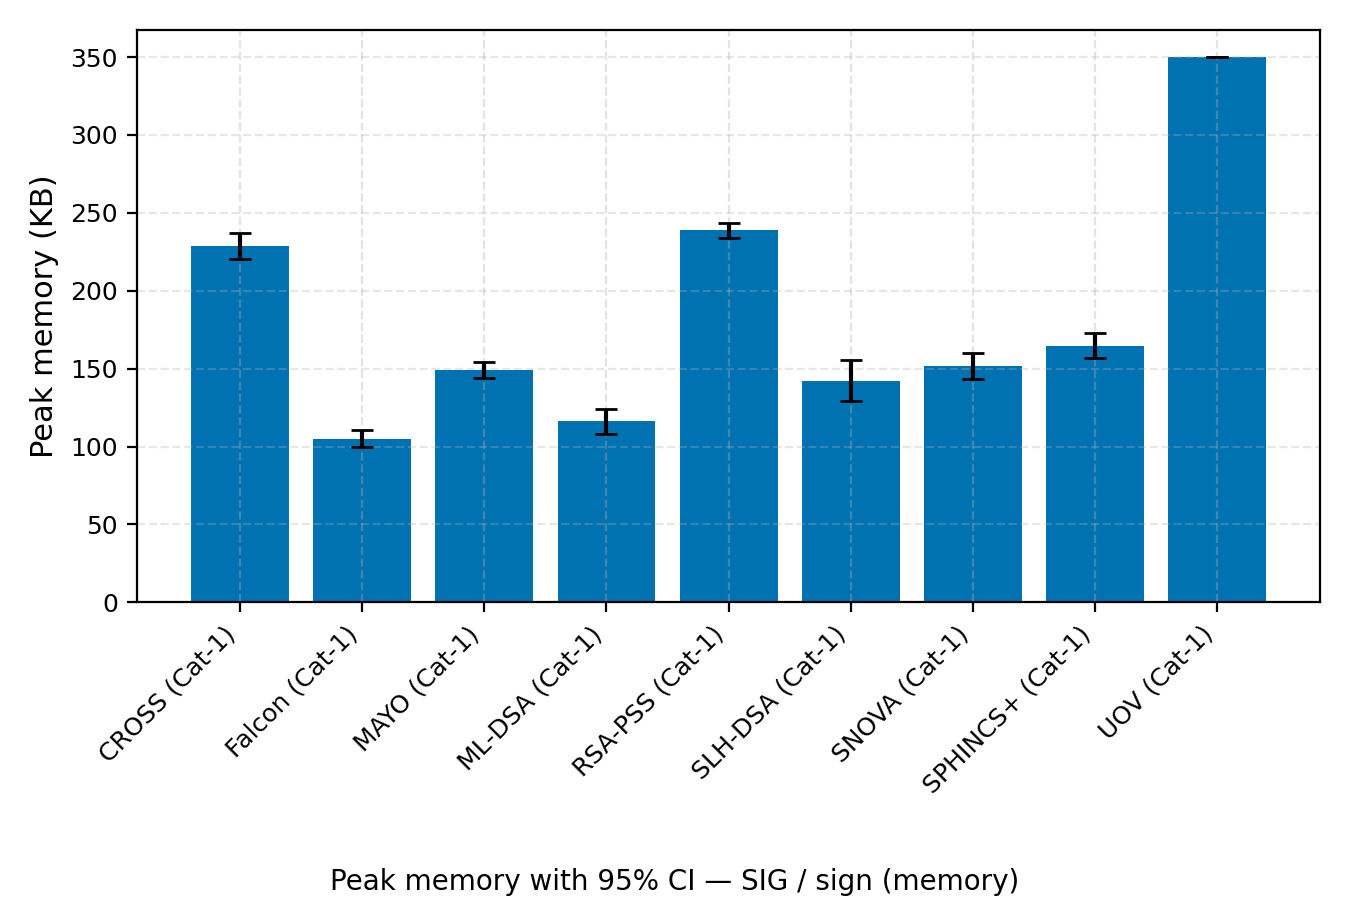 Peak memory (KB)
350
300
250
200
150
100
50
0
CROSS (Cat-1)
Falcon (Cat-1)
MAYO (Cat-1)
ML-DSA (Cat-1)
RSA-PSS (Cat-1)
SLH-DSA (Cat-1)
SNOVA (Cat-1)
SPHINCS+ (Cat-1)
UOV (Cat-1)
Peak memory with 95% CI — SIG / sign (memory)